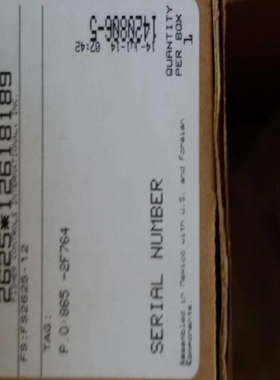 2625*12618189
FS:FS2625-12
TAG:
P.O:865 -2F764
SERIAL NUMBER
Assembled in Mexico with U.S. and Foreign
Components.
14-Jul-14 07:42
1420806-5
QUANTITY
PER BOX
1